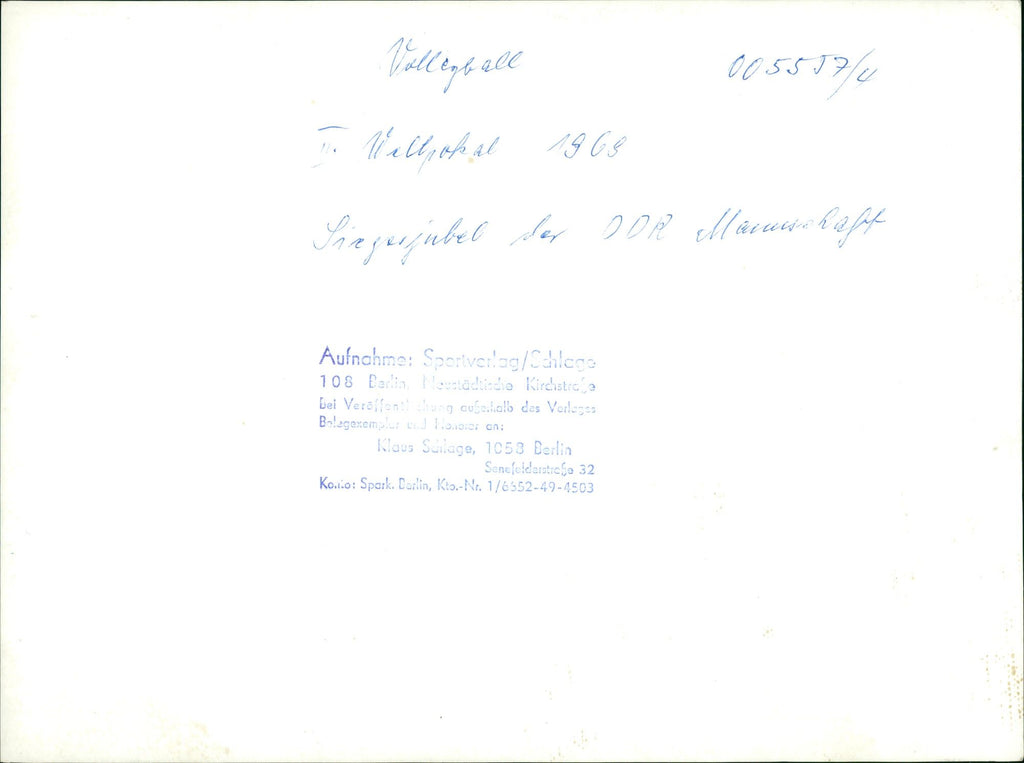 Volleyball 005557/4
II. Weltpokal 1969
Siegesjubel der DDR Mannschaft
Aufnahme: Sportverlag/Schlage
108 Berlin, Neustädtische Kirchstraße
Bei Veröffentlichung außerhalb des Verlages
Belegexemplar und Honorar an:
Klaus Schlage, 1058 Berlin
Senefelderstraße 32
Konto: Spark. Berlin, Kto.-Nr. 1/6652-49-4503